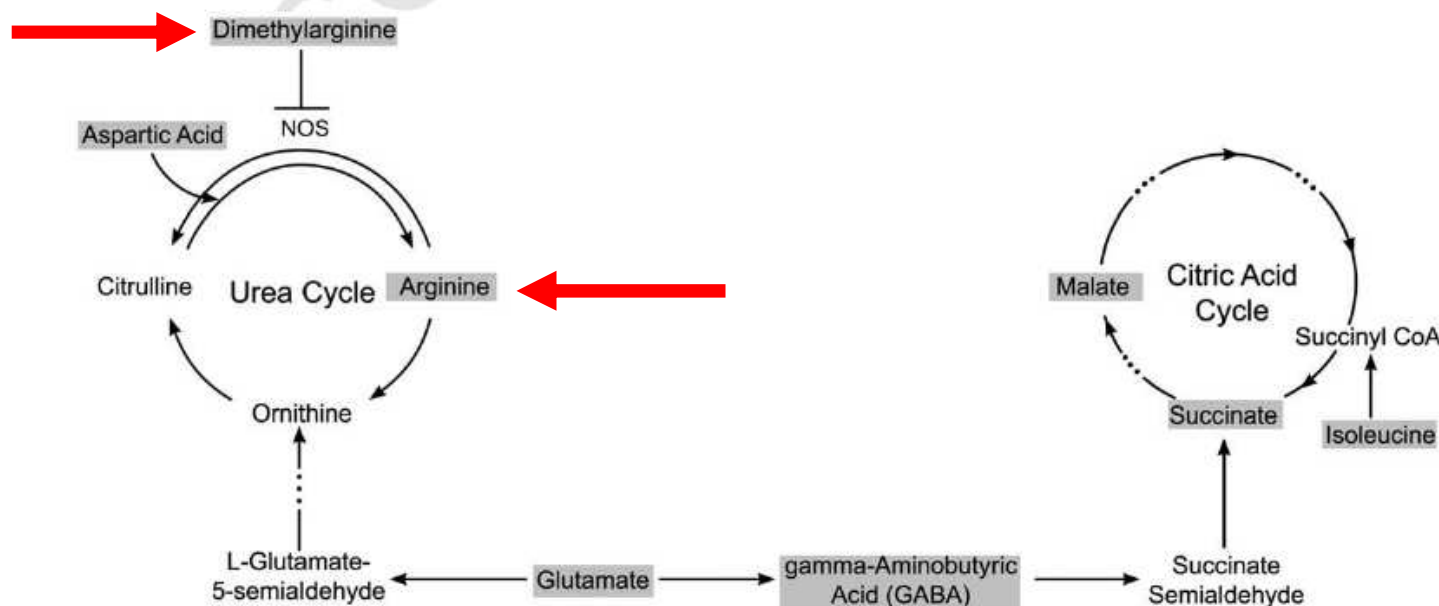 Dimethylarginine
Aspartic Acid
NOS
Citrulline
Urea Cycle
Arginine
Malate
Citric Acid
Cycle
Succinyl CoA
Ornithine
Succinate
Isoleucine
L-Glutamate-
5-semialdehyde
Glutamate
gamma-Aminobutyric
Acid (GABA)
Succinate
Semialdehyde